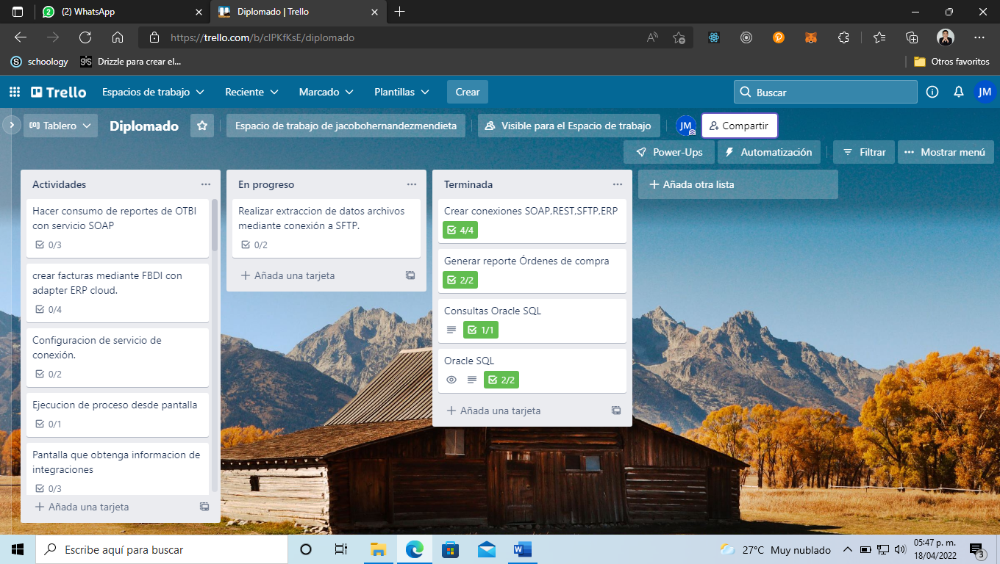 (2) WhatsApp
Diplomado | Trello
https://trello.com/b/cIPKfKsE/diplomado
schoology
Drizzle para crear el...
Otros favoritos
Trello
Espacios de trabajo
Reciente
Marcado
Plantillas
Crear
Buscar
JM
Tablero
Diplomado
Espacio de trabajo de jacobohernandezmendieta
Visible para el Espacio de trabajo
JM
Compartir
Power-Ups
Automatización
Filtrar
Mostrar menú
Actividades
Hacer consumo de reportes de OTBI
con servicio SOAP
0/3
crear facturas mediante FBDI con
adapter ERP cloud.
0/4
Configuracion de servicio de
conexión.
0/2
Ejecucion de proceso desde pantalla
0/1
Pantalla que obtenga informacion de
integraciones
0/3
Añada una tarjeta
En progreso
Realizar extraccion de datos archivos
mediante conexión a SFTP.
0/2
Añada una tarjeta
Terminada
Crear conexiones SOAP,REST,SFTP,ERP
4/4
Generar reporte Órdenes de compra
2/2
Consultas Oracle SQL
1/1
Oracle SQL
2/2
Añada una tarjeta
Añada otra lista
Escribe aquí para buscar
27°C Muy nublado
05:47 p. m.
18/04/2022
3